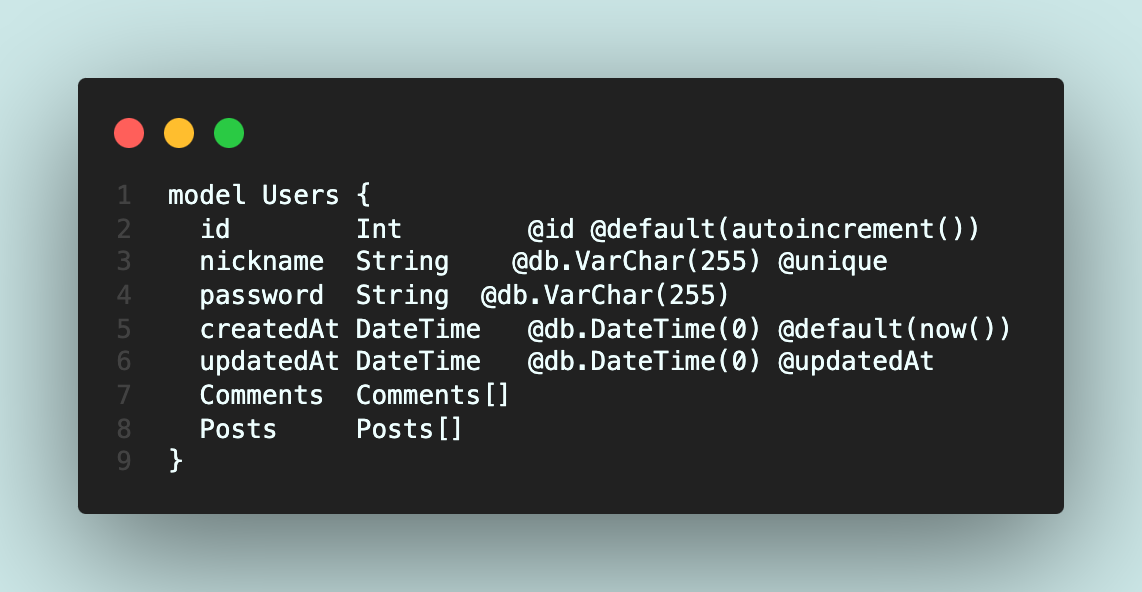 1 model Users {
2   id        Int        @id @default(autoincrement())
3   nickname  String    @db.VarChar(255) @unique
4   password  String  @db.VarChar(255)
5   createdAt DateTime   @db.DateTime(0) @default(now())
6   updatedAt DateTime   @db.DateTime(0) @updatedAt
7   Comments  Comments[]
8   Posts     Posts[]
9 }